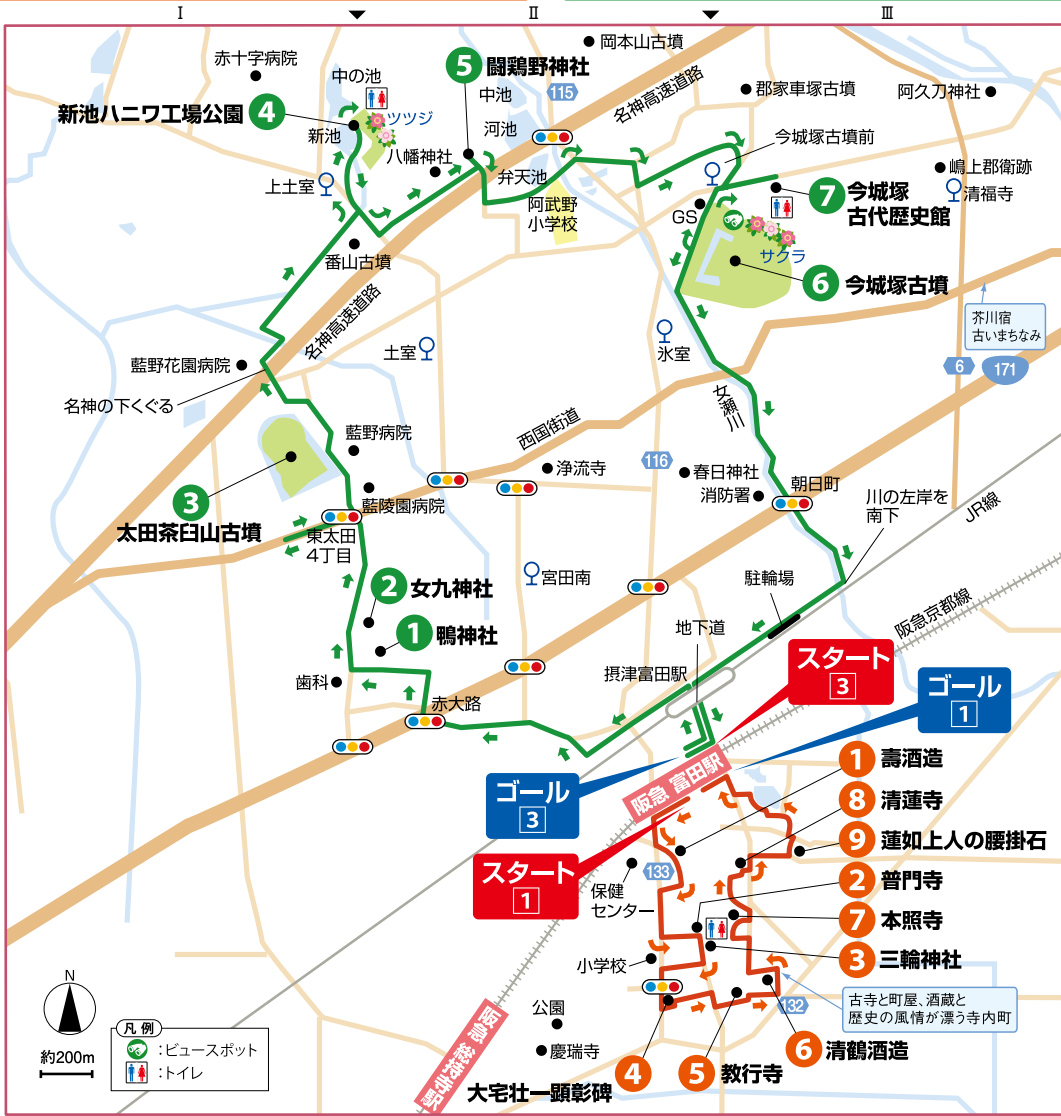 I
II
III
赤十字病院
中の池
5 闘鶏野神社
岡本山古墳
中池
115
名神高速道路
郡家車塚古墳
阿久刀神社
新池ハニワ工場公園 4
新池
ツツジ
河池
八幡神社
今城塚古墳前
嶋上郡衛跡
清福寺
上土室
弁天池
阿武野
小学校
GS
7 今城塚
古代歴史館
サクラ
6 今城塚古墳
番山古墳
名神高速道路
芥川宿
古いまちなみ
藍野花園病院
土室
氷室
6
171
名神の下くぐる
女瀬川
西国街道
藍野病院
浄流寺
116
春日神社
消防署
朝日町
川の左岸を
南下
JR線
3
太田茶臼山古墳
藍陵園病院
東太田
4丁目
2 女九神社
宮田南
駐輪場
阪急京都線
1 鴨神社
地下道
歯科
摂津富田駅
スタート
3
ゴール
1
赤大路
阪急 富田駅
ゴール
3
1 壽酒造
8 清蓮寺
9 蓮如上人の腰掛石
スタート
1
133
保健
センター
2 普門寺
7 本照寺
小学校
3 三輪神社
N
約200m
凡例
:ビュースポット
:トイレ
阪急 総持寺駅
公園
慶瑞寺
132
古寺と町屋、酒蔵と
歴史の風情が漂う寺内町
6 清鶴酒造
大宅壮一顕彰碑 4
5 教行寺